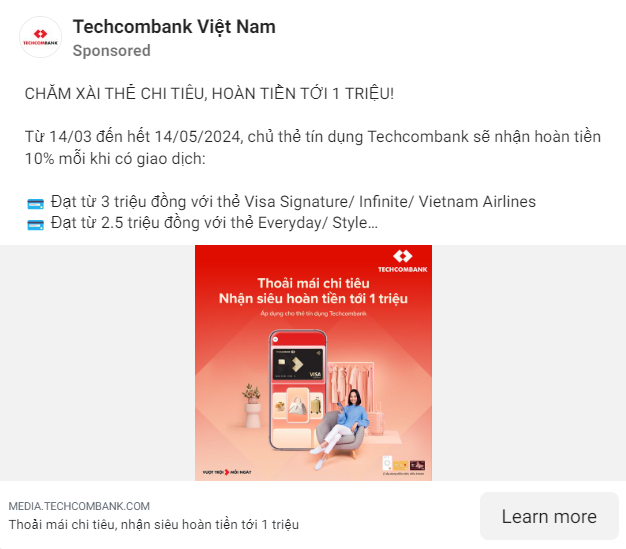 Techcombank Việt Nam
Sponsored
TECHCOMBANK
CHĂM XÀI THẺ CHI TIÊU, HOÀN TIỀN TỚI 1 TRIỆU!
Từ 14/03 đến hết 14/05/2024, chủ thẻ tín dụng Techcombank sẽ nhận hoàn tiền
10% mỗi khi có giao dịch:
Đạt từ 3 triệu đồng với thẻ Visa Signature/ Infinite/ Vietnam Airlines
Đạt từ 2.5 triệu đồng với thẻ Everyday/ Style...
TECHCOMBANK
Thoải mái chi tiêu
Nhận siêu hoàn tiền tới 1 triệu
Áp dụng cho thẻ tín dụng Techcombank
VISA
VƯỢT TRỘI MỖI NGÀY
MEDIA.TECHCOMBANK.COM
Thoải mái chi tiêu, nhận siêu hoàn tiền tới 1 triệu
Learn more